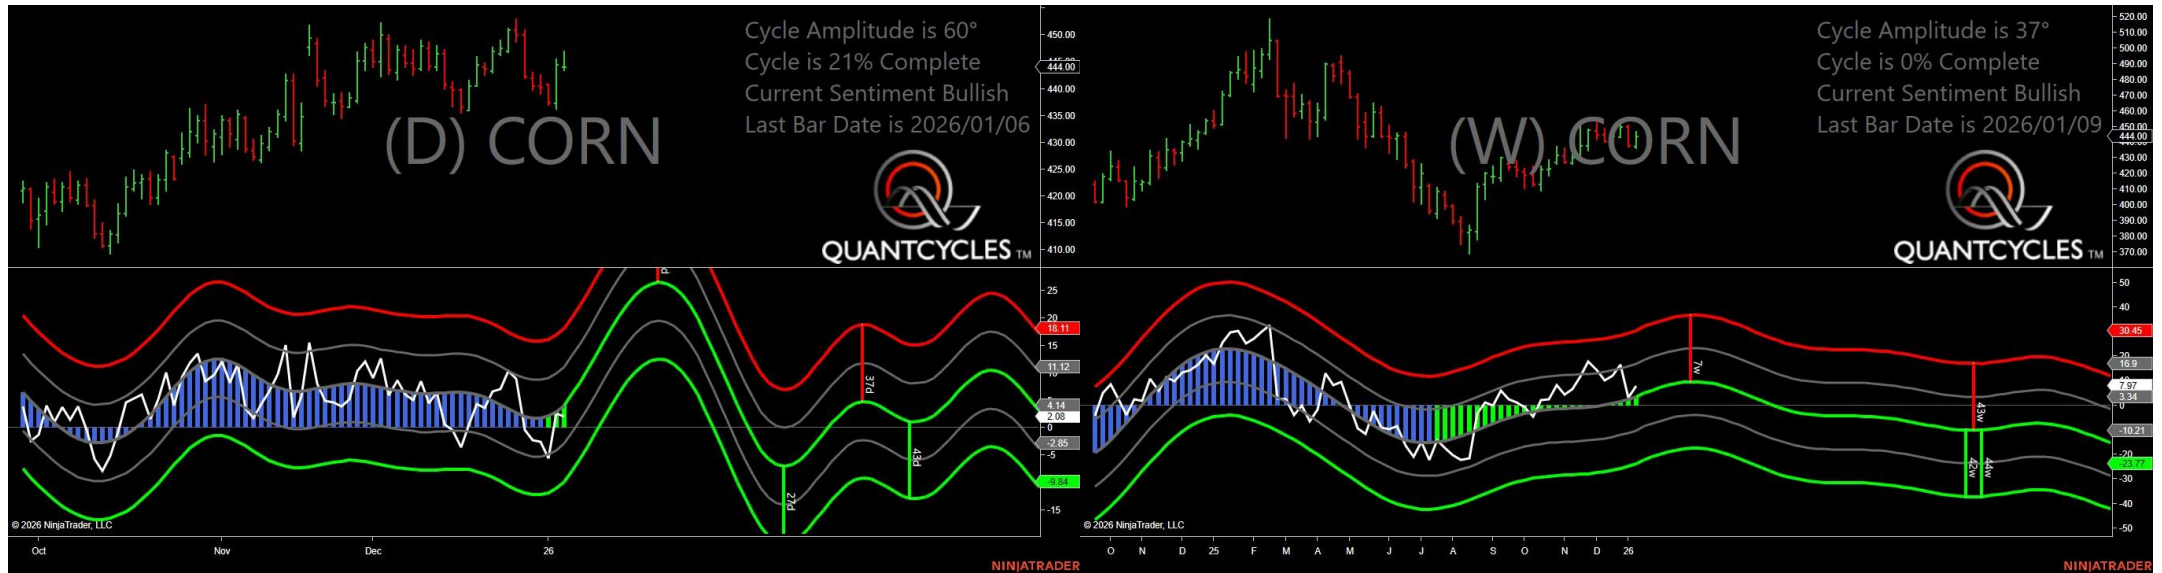 Cycle Amplitude is 60°
Cycle is 21% Complete
Current Sentiment Bullish
Last Bar Date is 2026/01/06
(D) CORN
QUANTCYCLES TM
450.00
444.00
440.00
435.00
430.00
425.00
420.00
415.00
410.00
37d
27d
43d
25
20
18.11
15
11.12
4.14
2.08
0
-2.85
-5
-9.84
-15
© 2026 NinjaTrader, LLC
Oct Nov Dec 26
NINJATRADER
Cycle Amplitude is 37°
Cycle is 0% Complete
Current Sentiment Bullish
Last Bar Date is 2026/01/09
(W) CORN
QUANTCYCLES TM
520.00
510.00
500.00
490.00
480.00
470.00
460.00
450.00
444.00
430.00
420.00
410.00
400.00
390.00
380.00
370.00
7w
43w
42w
44w
50
40
30.45
20
16.9
7.97
3.34
0
-10.21
-20
-23.77
-30
-40
-50
© 2026 NinjaTrader, LLC
O N D 25 F M A M J J A S O N D 26
NINJATRADER